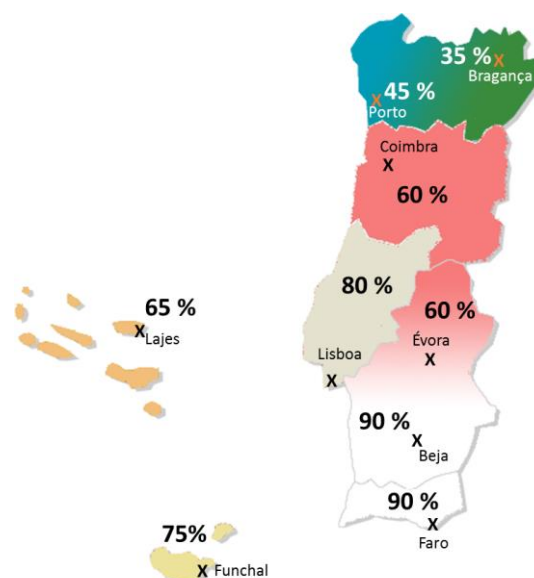 35 %
Bragança
45 %
Porto
Coimbra
60 %
80 %
65 %
Lajes
60 %
Lisboa
Évora
90 %
Beja
90 %
Faro
75%
Funchal